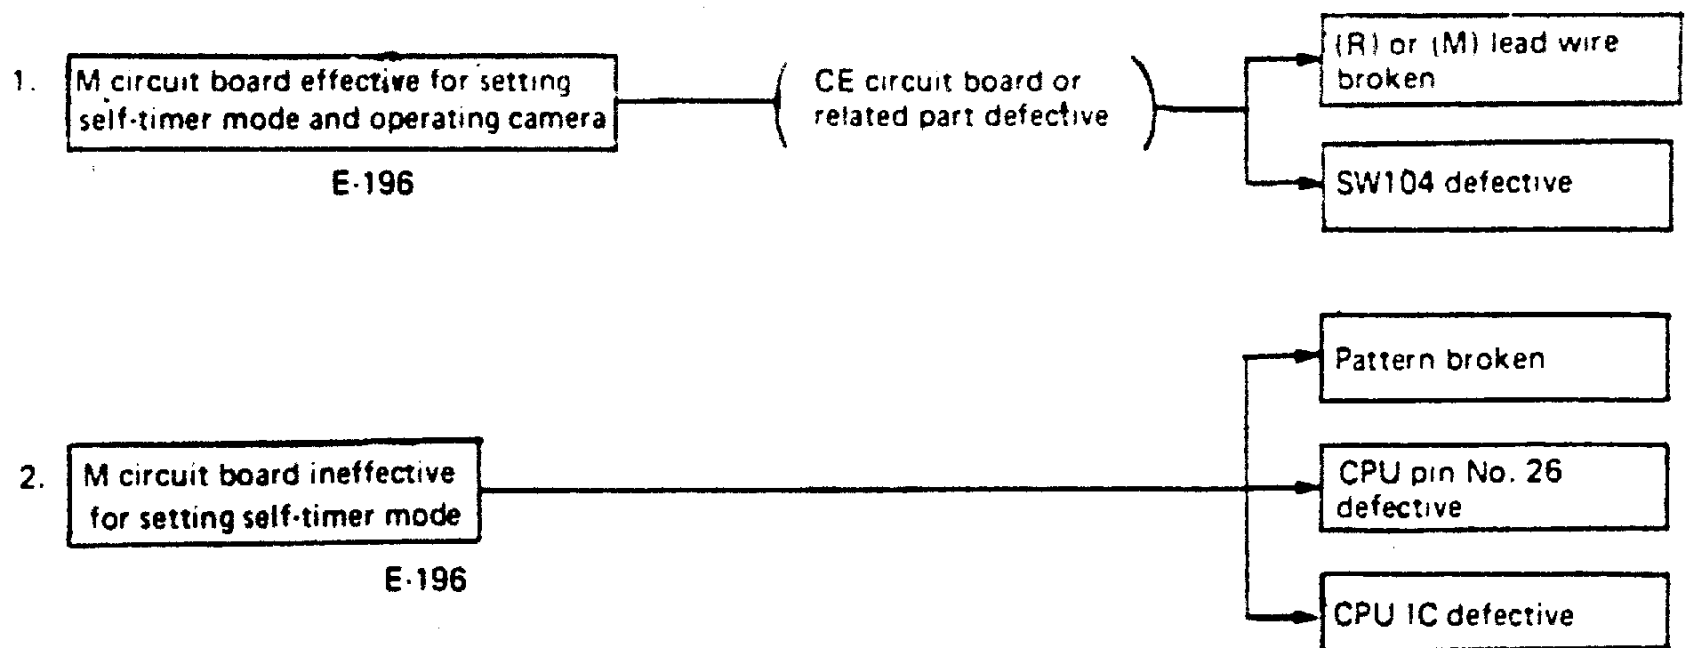 1. M circuit board effective for setting
self-timer mode and operating camera
E-196
CE circuit board or
related part defective
(R) or (M) lead wire
broken
SW104 defective
2. M circuit board ineffective
for setting self-timer mode
E-196
Pattern broken
CPU pin No. 26
defective
CPU IC defective